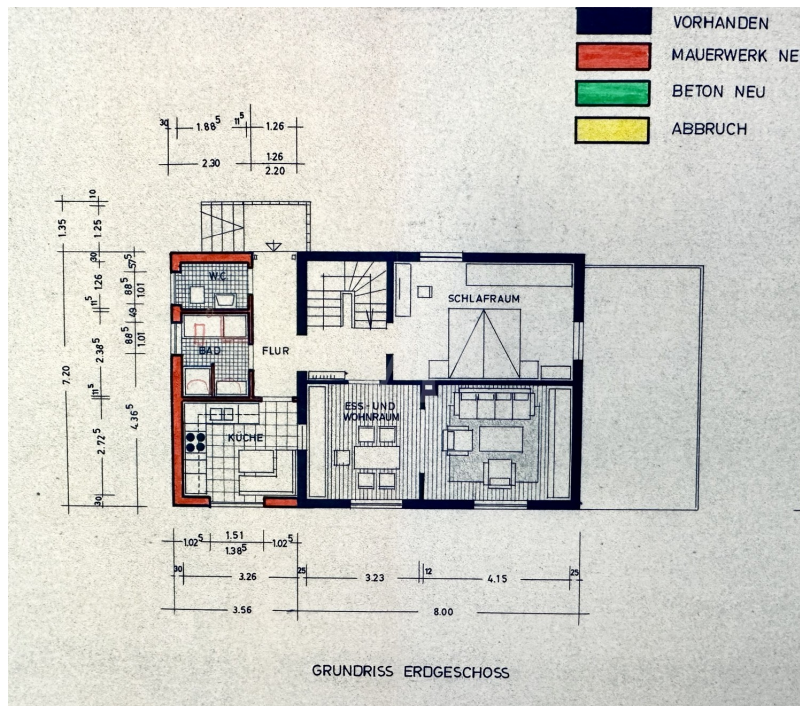 VORHANDEN
MAUERWERK NE
BETON NEU
ABBRUCH
30 1.88⁵ 11⁵ 1.26
2.30 1.26
2.20
10
1.35 1.25
30 57⁵
1.26 88⁵ 1.01
11⁵ 49
2.38⁵ 88⁵ 1.01
7.20
11⁵ 4.36⁵
2.72⁵
30
W.C.
BAD
FLUR
KÜCHE
SCHLAFRAUM
ESS- UND
WOHNRAUM
1.02⁵ 1.51 1.02⁵
1.38⁵
30 3.26 25 3.23 12 4.15 25
3.56 8.00
GRUNDRISS ERDGESCHOSS